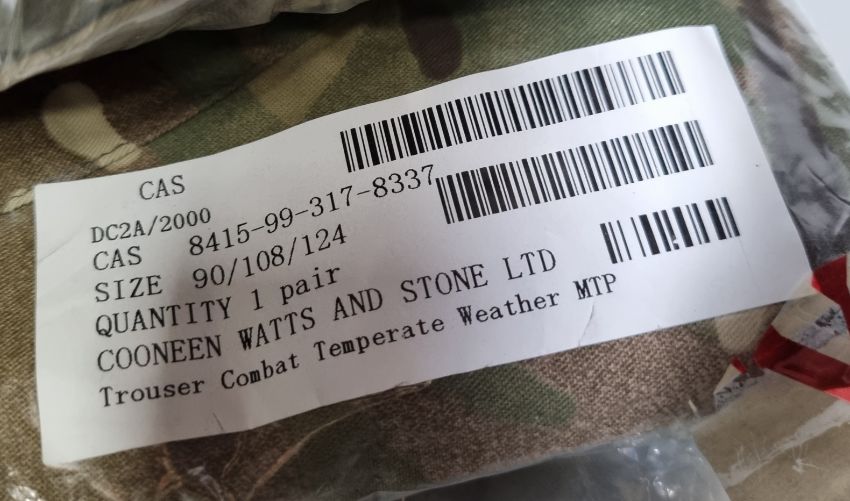 CAS
DC2A/2000
CAS 8415-99-317-8337
SIZE 90/108/124
QUANTITY 1 pair
COONEEN WATTS AND STONE LTD
Trouser Combat Temperate Weather MTP